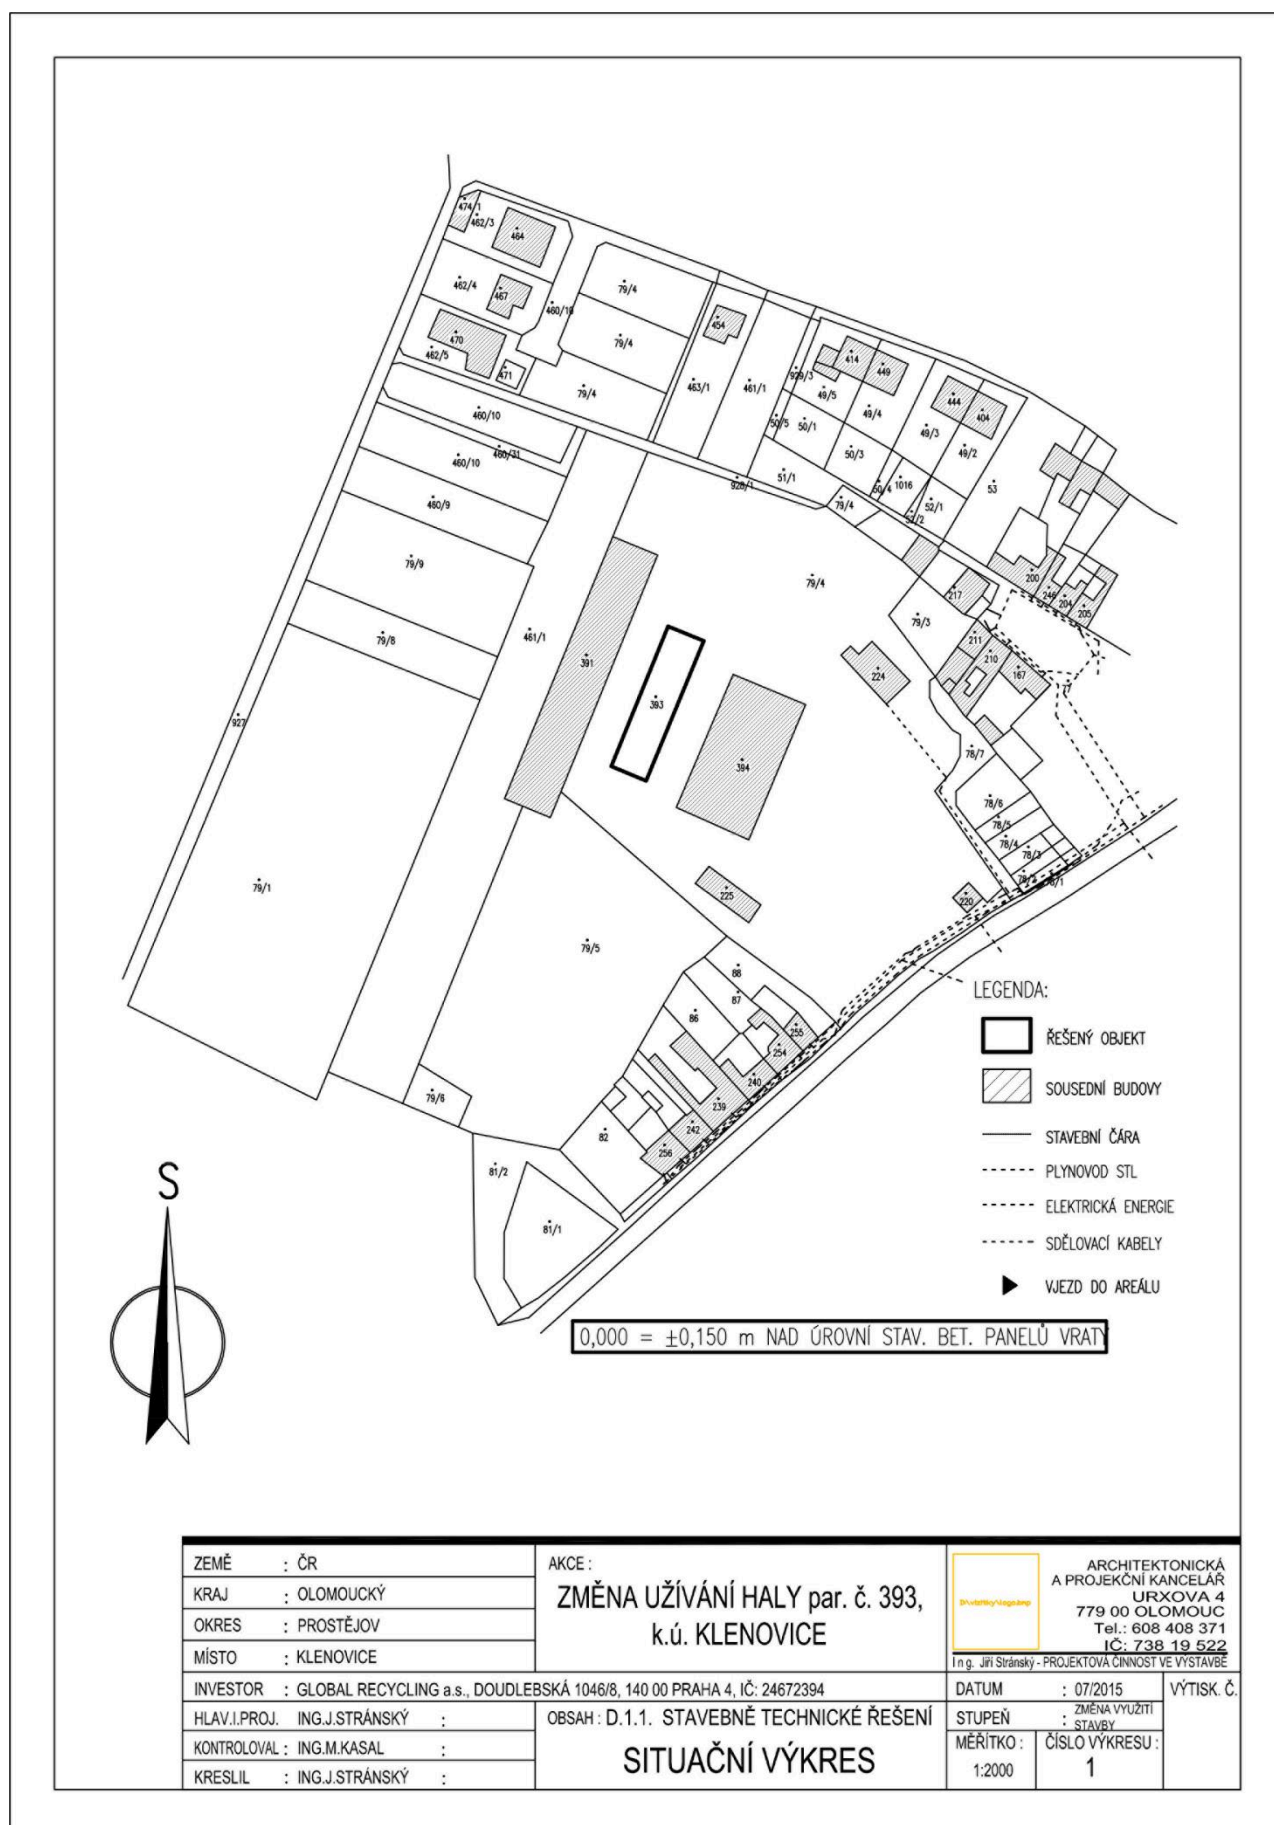 474/1
462/3
464
462/4
467
460/10
79/4
470
462/5
471
79/4
79/4
454
463/1
461/1
929/3
414
449
49/5
49/4
444
404
49/3
49/2
460/10
460/31
460/10
460/9
50/5
50/1
50/3
51/1
928/1
50/4
1016
52/1
52/2
53
79/4
79/9
79/8
461/1
391
393
394
79/4
217
79/3
200
246
204
205
211
210
167
77
224
78/7
78/6
78/5
78/4
78/3
78/2
78/1
220
927
79/1
225
79/5
88
87
86
255
254
240
239
242
256
82
79/6
81/2
81/1
S
LEGENDA:
ŘEŠENÝ OBJEKT
SOUSEDNÍ BUDOVY
STAVEBNÍ ČÁRA
PLYNOVOD STL
ELEKTRICKÁ ENERGIE
SDĚLOVACÍ KABELY
VJEZD DO AREÁLU
0,000 = ±0,150 m NAD ÚROVNÍ STAV. BET. PANELŮ VRATY
ZEMĚ : ČR
KRAJ : OLOMOUCKÝ
OKRES : PROSTĚJOV
MÍSTO : KLENOVICE
AKCE :
ZMĚNA UŽÍVÁNÍ HALY par. č. 393,
k.ú. KLENOVICE
ARCHITEKTONICKÁ
A PROJEKČNÍ KANCELÁŘ
URXOVA 4
779 00 OLOMOUC
Tel.: 608 408 371
IČ: 738 19 522
Ing. Jiří Stránský - PROJEKTOVÁ ČINNOST VE VÝSTAVBĚ
INVESTOR : GLOBAL RECYCLING a.s., DOUDLEBSKÁ 1046/8, 140 00 PRAHA 4, IČ: 24672394
HLAV.I.PROJ. ING.J.STRÁNSKÝ :
KONTROLOVAL : ING.M.KASAL :
KRESLIL : ING.J.STRÁNSKÝ :
OBSAH : D.1.1. STAVEBNĚ TECHNICKÉ ŘEŠENÍ
SITUAČNÍ VÝKRES
DATUM : 07/2015
STUPEŇ : ZMĚNA VYUŽITÍ
STAVBY
MĚŘÍTKO :
1:2000
ČÍSLO VÝKRESU :
1
VÝTISK. Č.